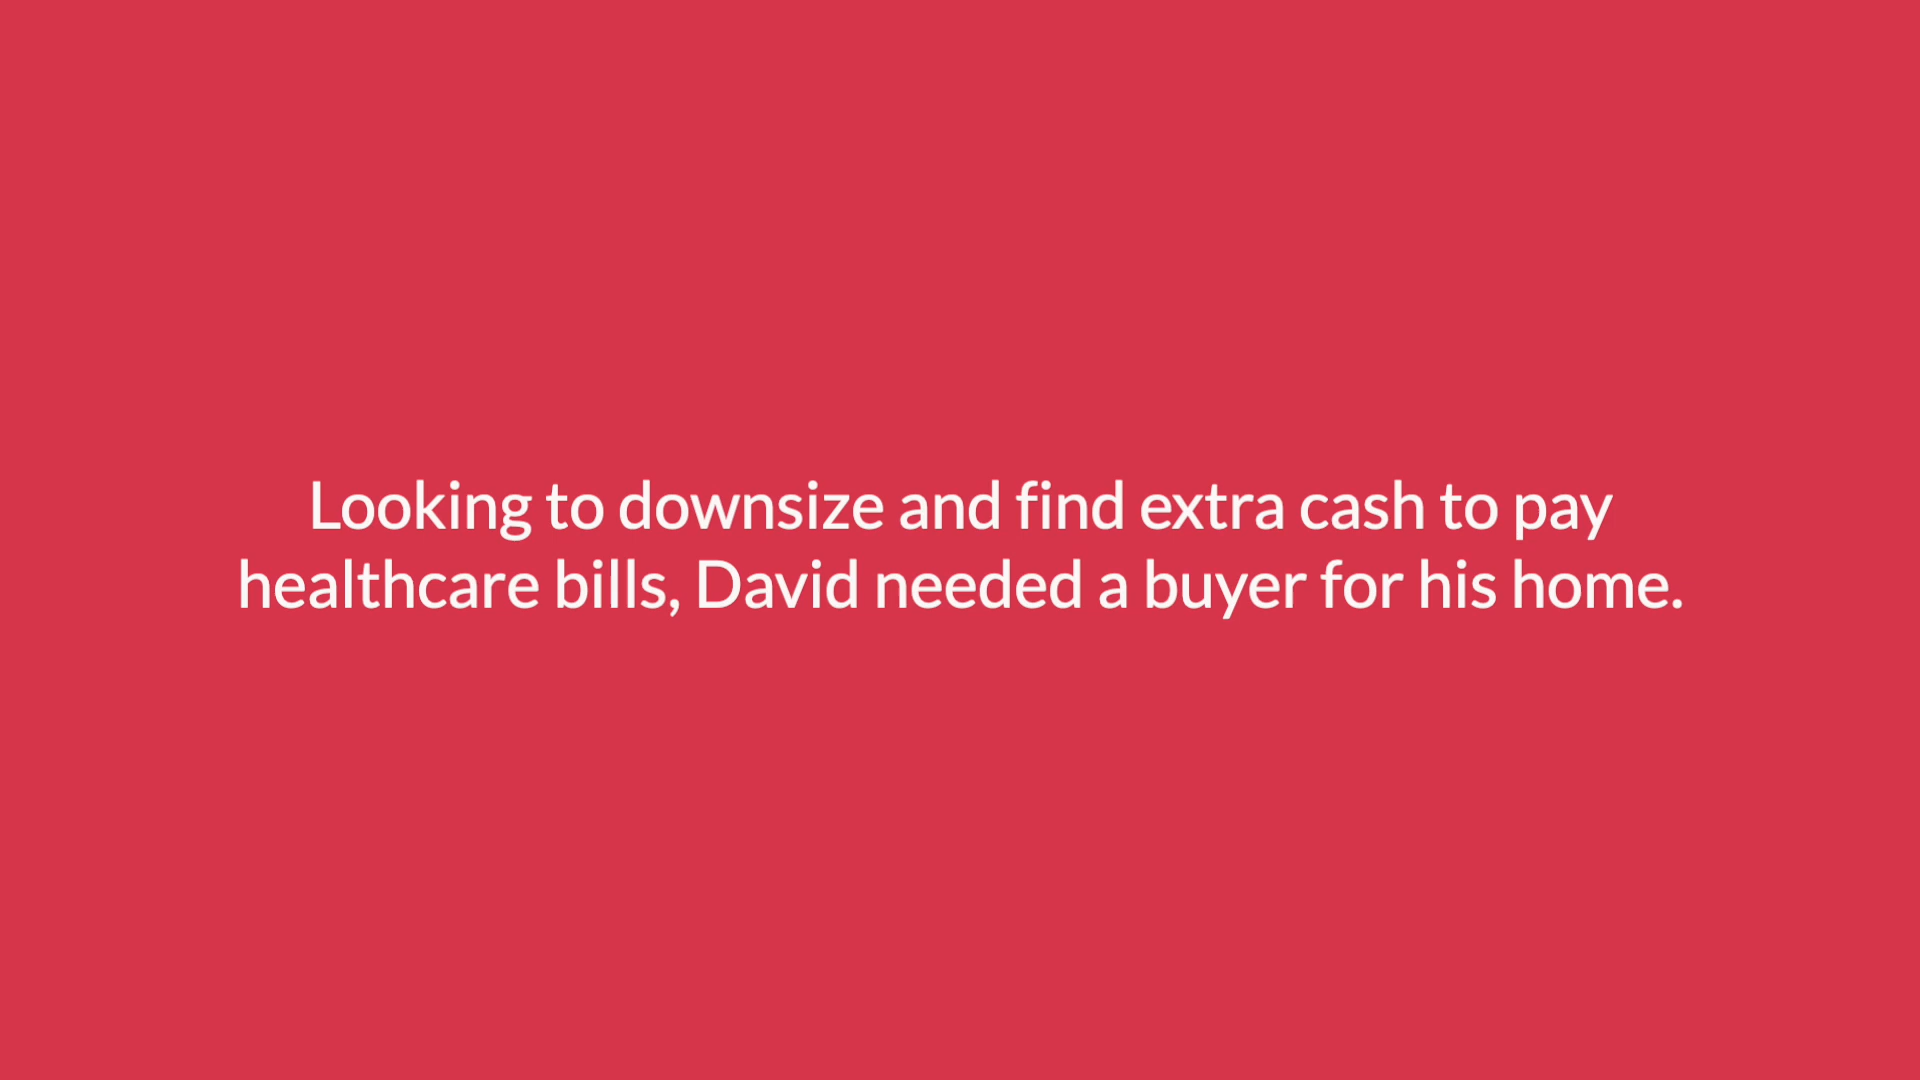 Looking to downsize and find extra cash to pay
healthcare bills, David needed a buyer for his home.